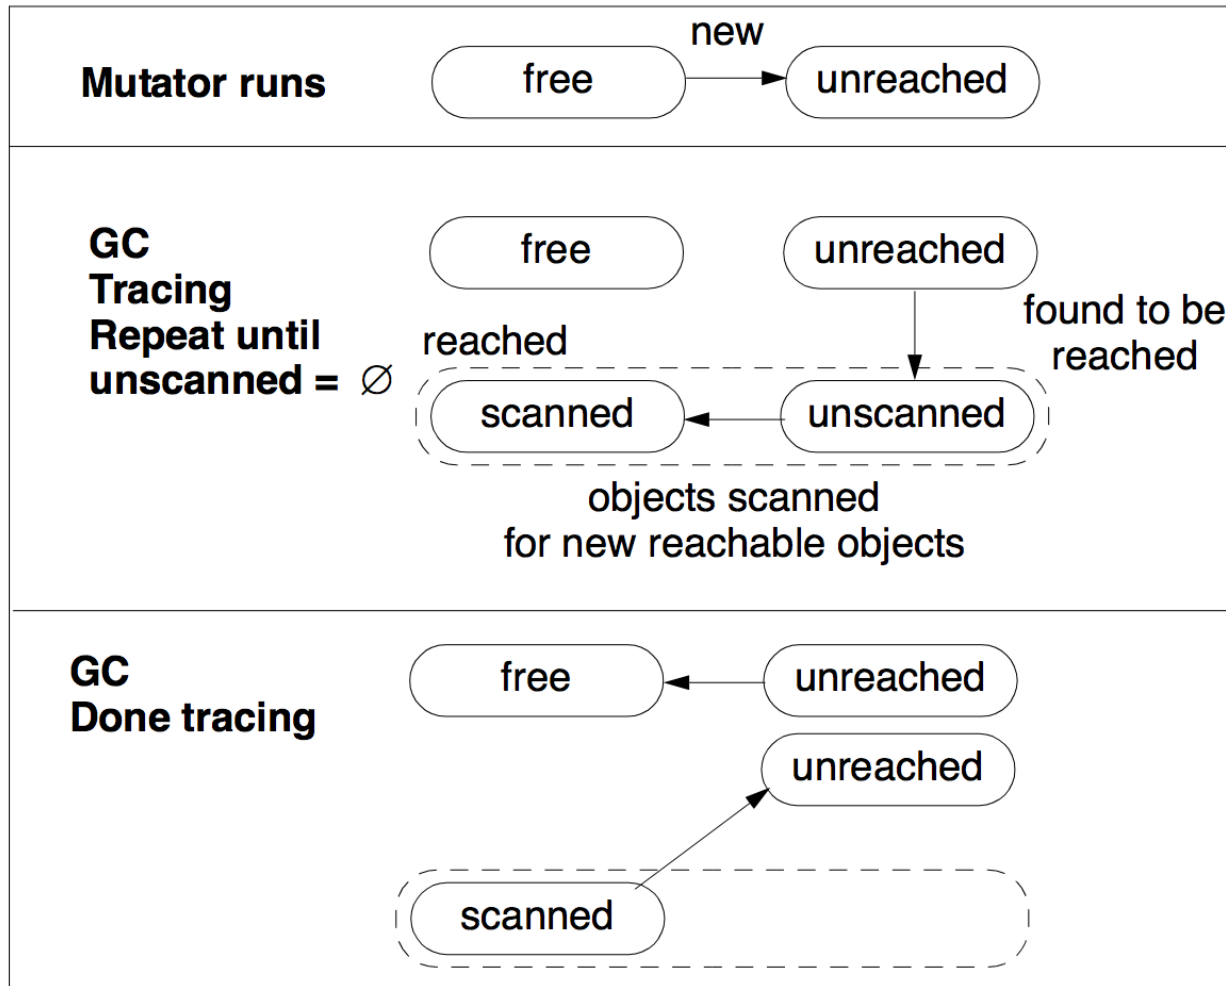 new
Mutator runs
free
unreached
GC
Tracing
Repeat until
unscanned = ∅
free
unreached
found to be
reached
reached
scanned
unscanned
objects scanned
for new reachable objects
GC
Done tracing
free
unreached
unreached
scanned